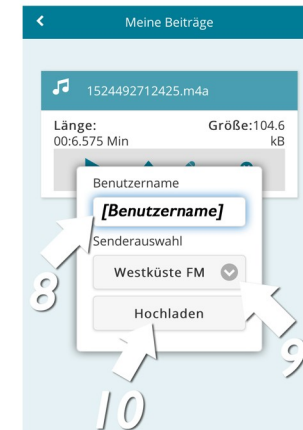 Meine Beiträge
1524492712425.m4a
Länge: Größe:104.6
00:6.575 Min kB
Benutzername
[Benutzername]
Senderauswahl
8
Westküste FM
9
Hochladen
10